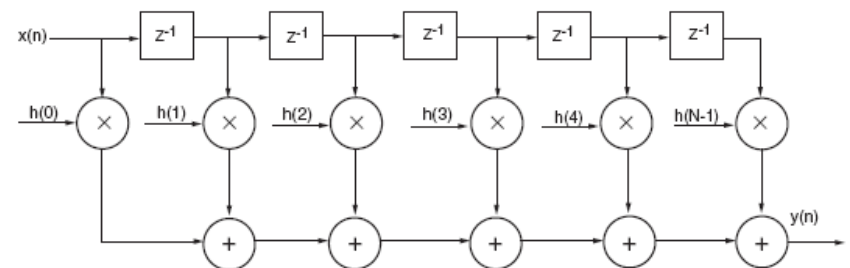 x(n) Z-1 Z-1 Z-1 Z-1 Z-1
h(0) × h(1) × h(2) × h(3) × h(4) × h(N-1) ×
+ + + + + y(n)